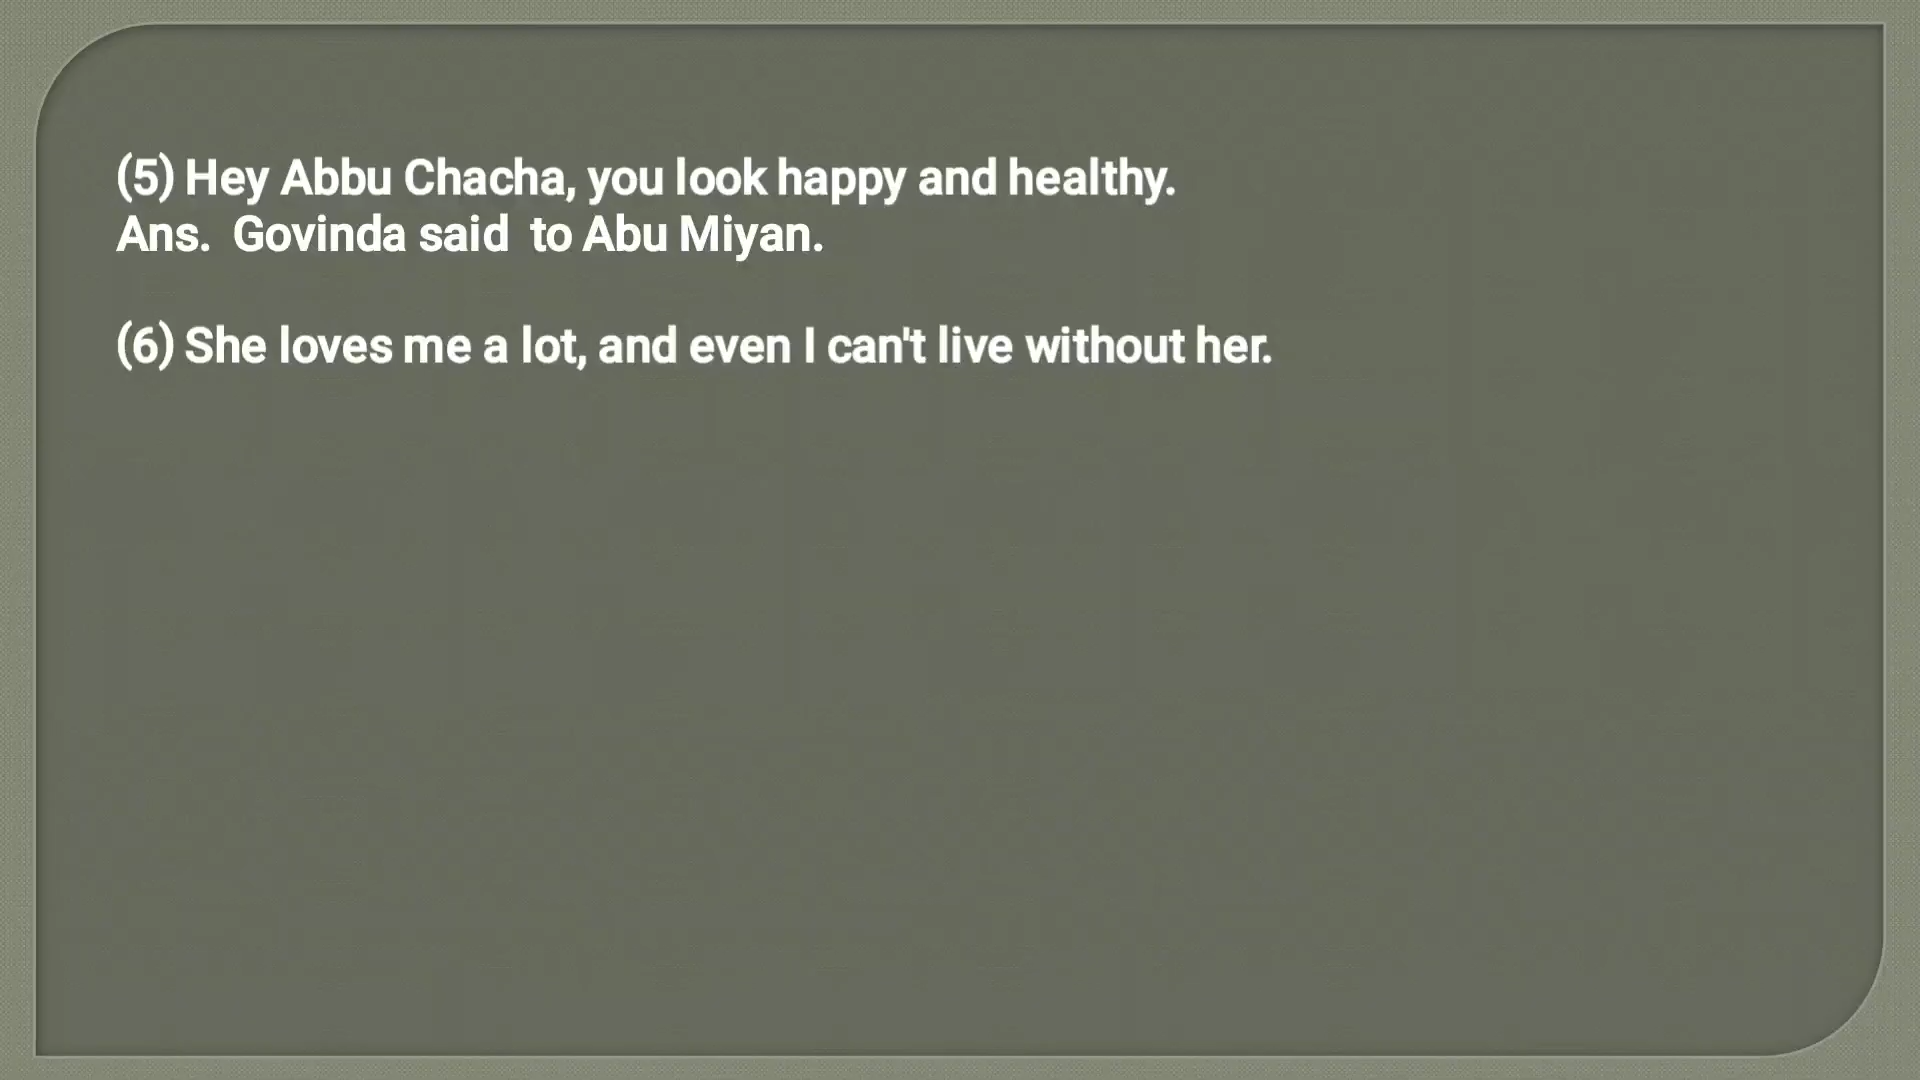 (5) Hey Abbu Chacha, you look happy and healthy.
Ans. Govinda said to Abu Miyan.
(6) She loves me a lot, and even I can't live without her.